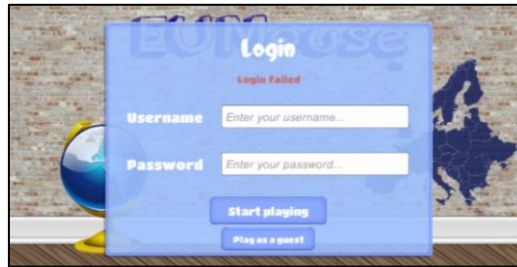 EUMouse
Login
Login Failed
Username
Enter your username...
Password
Enter your password...
Start playing
Play as a guest